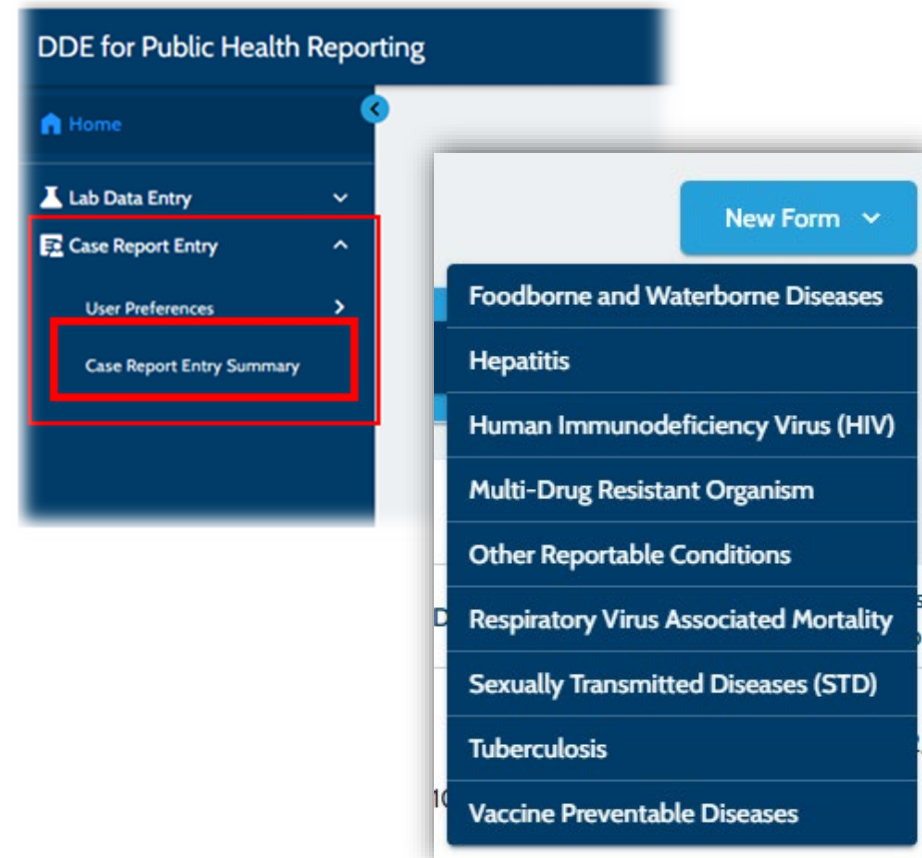 DDE for Public Health Reporting
Home
Lab Data Entry
Case Report Entry
User Preferences
Case Report Entry Summary
New Form
Foodborne and Waterborne Diseases
Hepatitis
Human Immunodeficiency Virus (HIV)
Multi-Drug Resistant Organism
Other Reportable Conditions
Respiratory Virus Associated Mortality
Sexually Transmitted Diseases (STD)
Tuberculosis
Vaccine Preventable Diseases